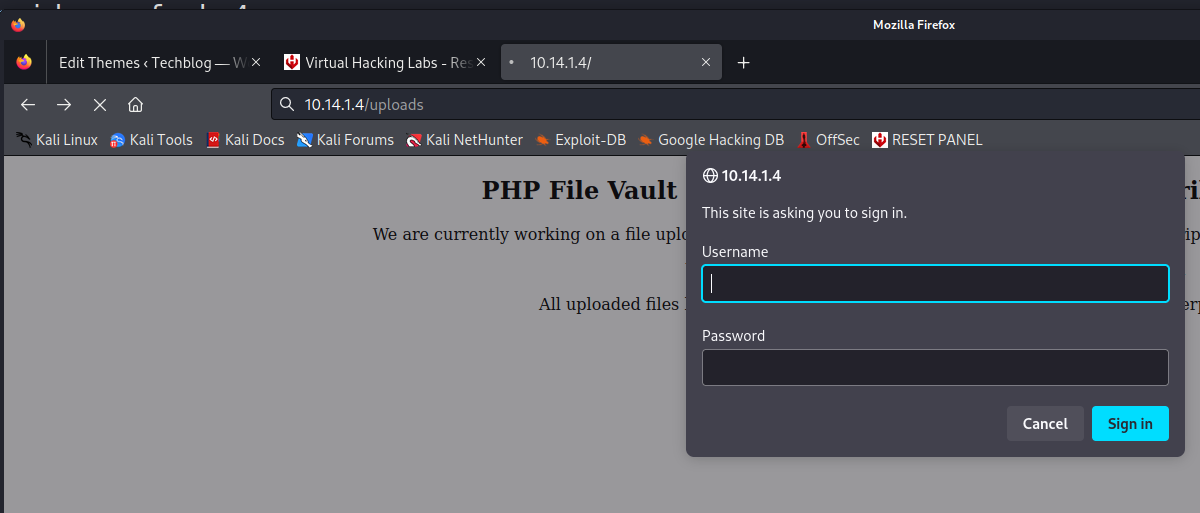 Mozilla Firefox
Edit Themes ‹ Techblog — W
Virtual Hacking Labs - Res
10.14.1.4/
10.14.1.4/uploads
Kali Linux Kali Tools Kali Docs Kali Forums Kali NetHunter Exploit-DB Google Hacking DB OffSec RESET PANEL
10.14.1.4
This site is asking you to sign in.
Username
Password
Cancel Sign in
PHP File Vault
We are currently working on a file uplo
All uploaded files